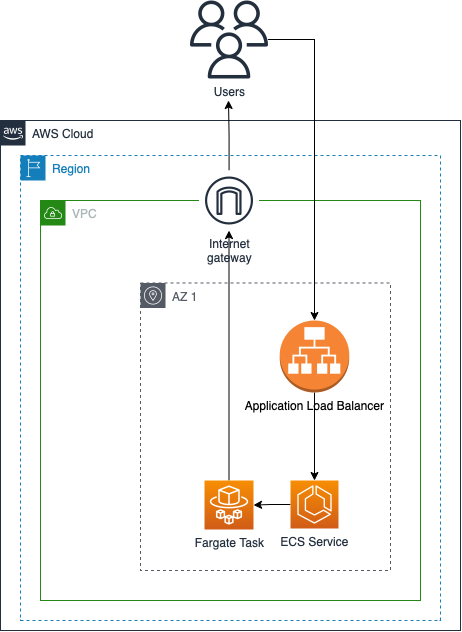 Users
aws
AWS Cloud
Region
VPC
Internet
gateway
AZ 1
Application Load Balancer
Fargate Task
ECS Service